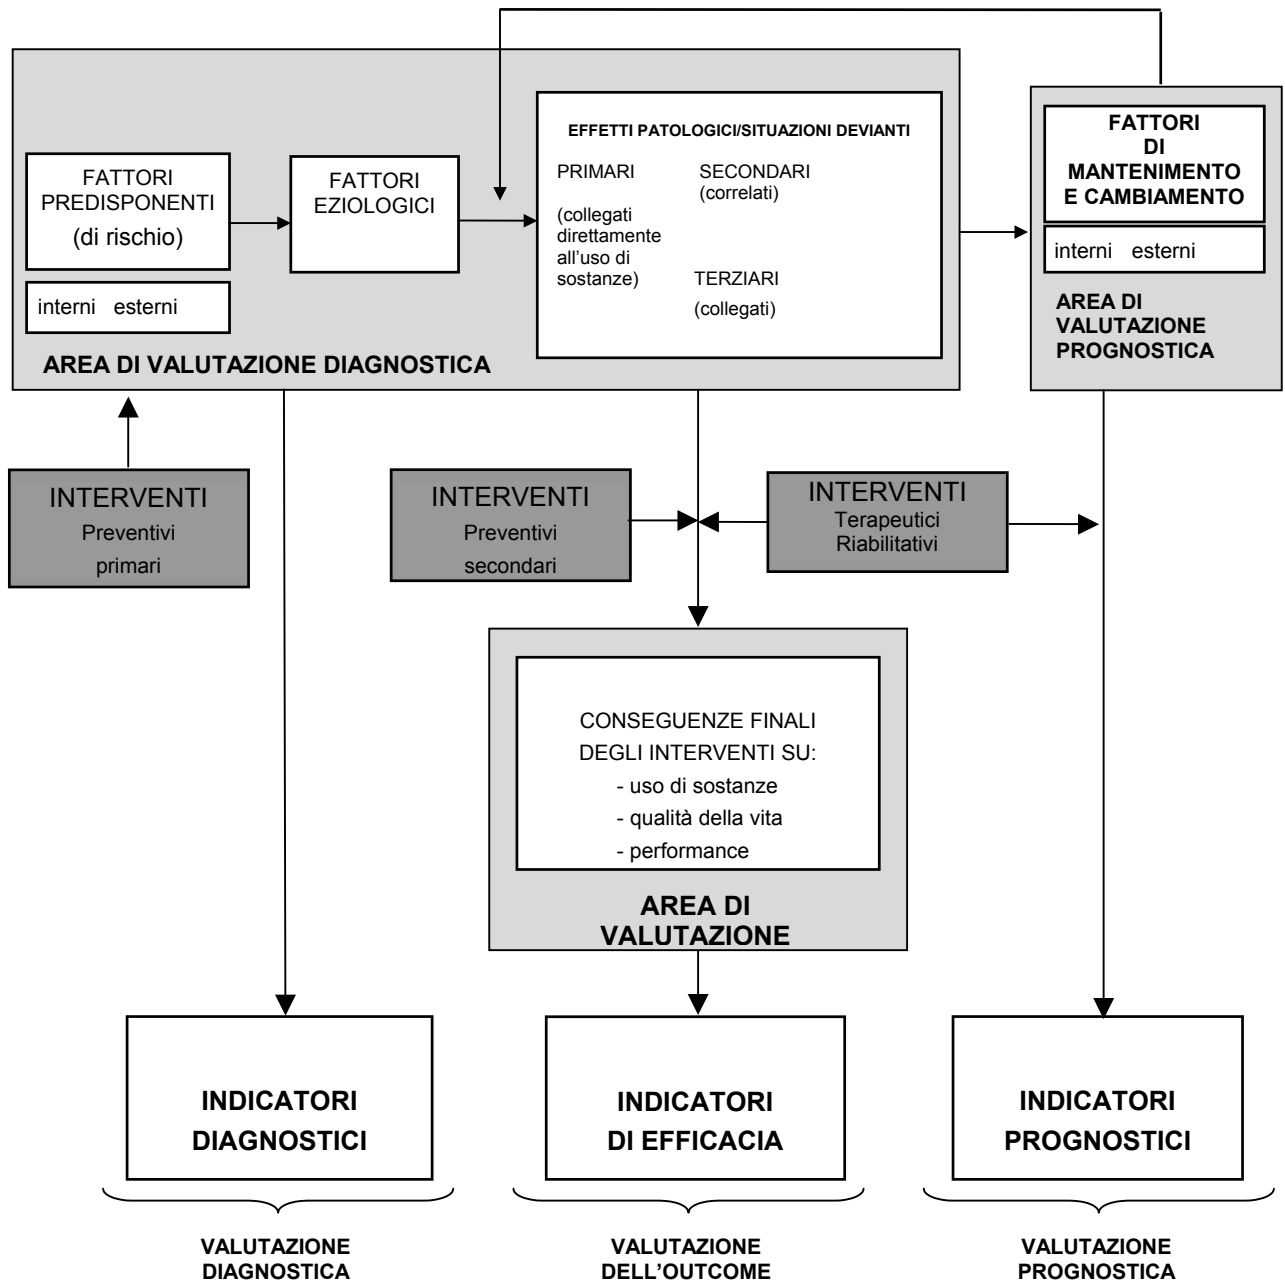 FATTORI
PREDISPONENTI
(di rischio)
interni esterni
FATTORI
EZIOLOGICI
EFFETTI PATOLOGICI/SITUAZIONI DEVIANTI
PRIMARI
(collegati
direttamente
all'uso di
sostanze)
SECONDARI
(correlati)
TERZIARI
(collegati)
AREA DI VALUTAZIONE DIAGNOSTICA
FATTORI
DI
MANTENIMENTO
E CAMBIAMENTO
interni esterni
AREA DI
VALUTAZIONE
PROGNOSTICA
INTERVENTI
Preventivi
primari
INTERVENTI
Preventivi
secondari
INTERVENTI
Terapeutici
Riabilitativi
CONSEGUENZE FINALI
DEGLI INTERVENTI SU:
- uso di sostanze
- qualità della vita
- performance
AREA DI
VALUTAZIONE
INDICATORI
DIAGNOSTICI
INDICATORI
DI EFFICACIA
INDICATORI
PROGNOSTICI
VALUTAZIONE
DIAGNOSTICA
VALUTAZIONE
DELL'OUTCOME
VALUTAZIONE
PROGNOSTICA